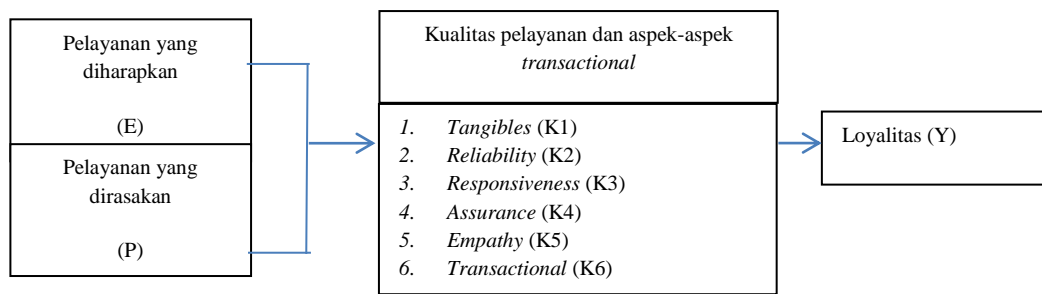 Pelayanan yang
diharapkan
(E)
Pelayanan yang
dirasakan
(P)
Kualitas pelayanan dan aspek-aspek
transactional
1. Tangibles (K1)
2. Reliability (K2)
3. Responsiveness (K3)
4. Assurance (K4)
5. Empathy (K5)
6. Transactional (K6)
Loyalitas (Y)